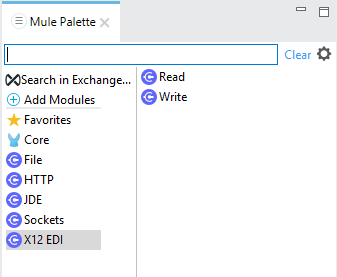 Mule Palette
Clear
Search in Exchange...
Add Modules
Favorites
Core
File
HTTP
JDE
Sockets
X12 EDI
Read
Write